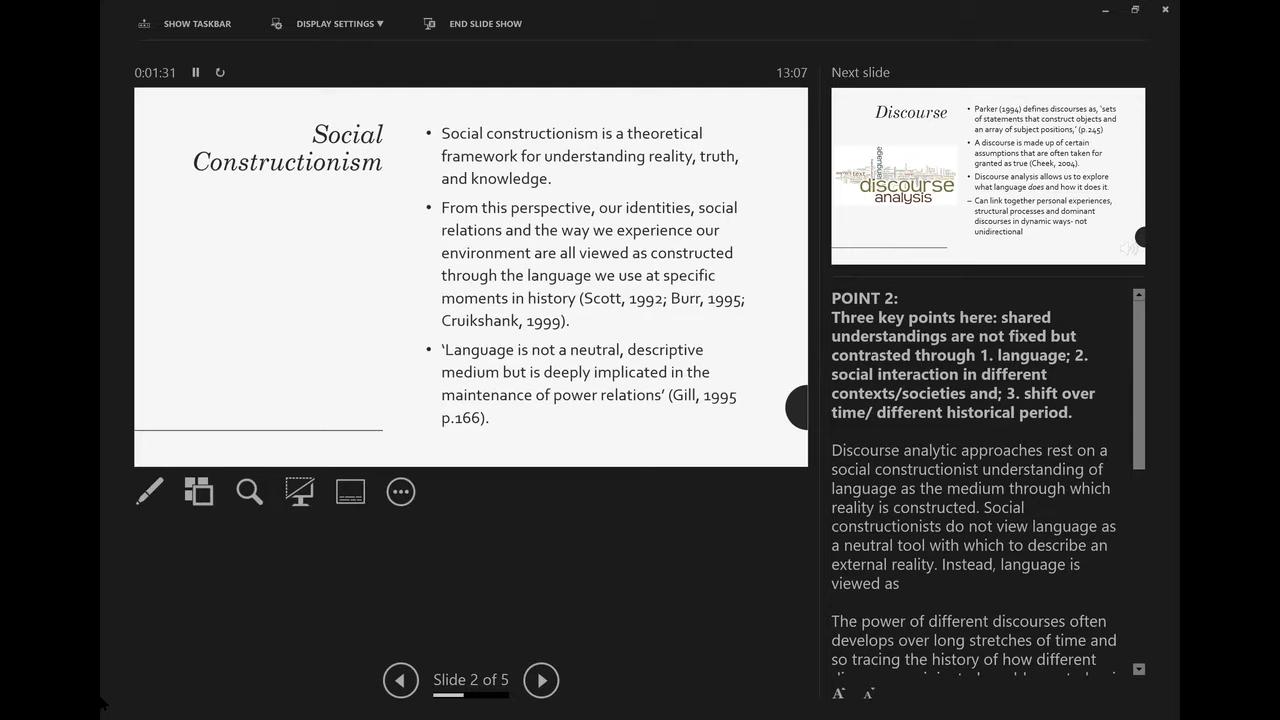 SHOW TASKBAR
DISPLAY SETTINGS ▼
END SLIDE SHOW
0:01:31
13:07
Social
Constructionism
• Social constructionism is a theoretical
framework for understanding reality, truth,
and knowledge.
• From this perspective, our identities, social
relations and the way we experience our
environment are all viewed as constructed
through the language we use at specific
moments in history (Scott, 1992; Burr, 1995;
Cruikshank, 1999).
• ‘Language is not a neutral, descriptive
medium but is deeply implicated in the
maintenance of power relations’ (Gill, 1995
p.166).
Slide 2 of 5
Next slide
Discourse
language
discourse
analysis
• Parker (1994) defines discourses as, ‘sets
of statements that construct objects and
an array of subject positions,’ (p.245)
• A discourse is made up of certain
assumptions that are often taken for
granted as true (Cheek, 2004).
• Discourse analysis allows us to explore
what language does and how it does it.
– Can link together personal experiences,
structural processes and dominant
discourses in dynamic ways- not
unidirectional
POINT 2:
Three key points here: shared
understandings are not fixed but
contrasted through 1. language; 2.
social interaction in different
contexts/societies and; 3. shift over
time/ different historical period.
Discourse analytic approaches rest on a
social constructionist understanding of
language as the medium through which
reality is constructed. Social
constructionists do not view language as
a neutral tool with which to describe an
external reality. Instead, language is
viewed as
The power of different discourses often
develops over long stretches of time and
so tracing the history of how different
A A